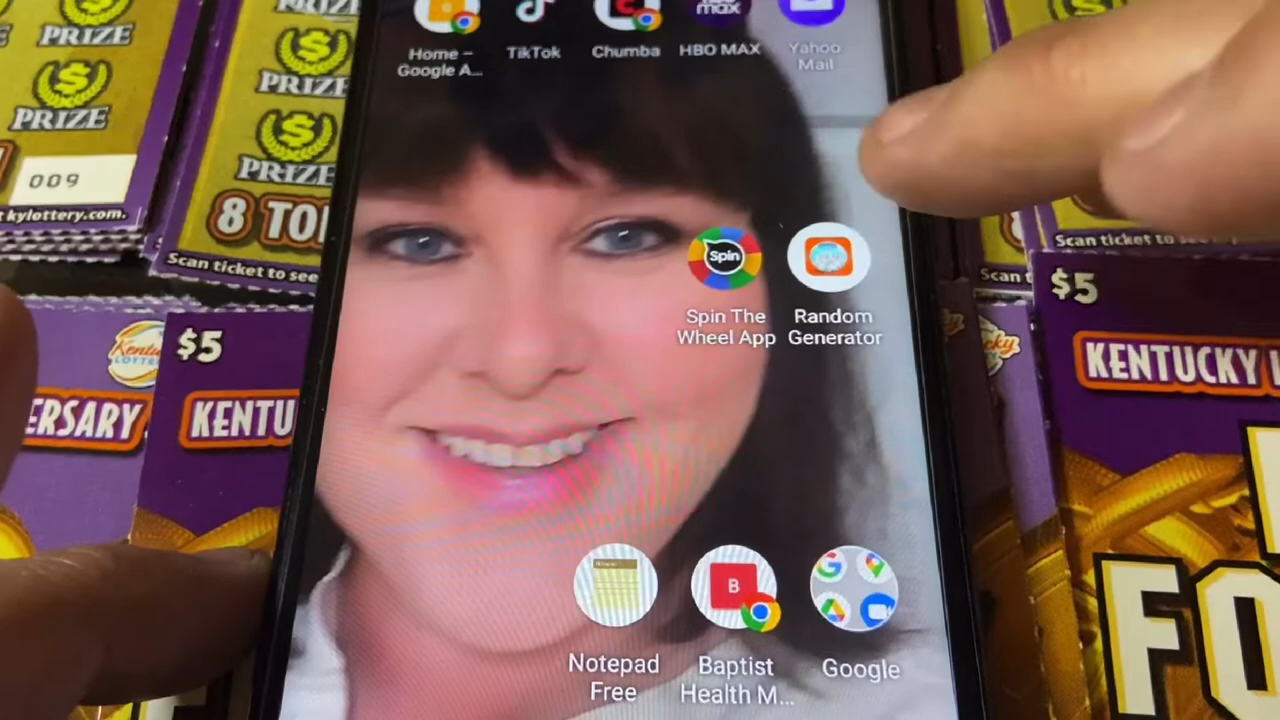 PRIZE
PRIZE
009
kylottery.com.
PRIZE
PRIZE
PRIZE
8 TO
Scan ticket to see
max
Home –
Google A...
TikTok
Chumba
HBO MAX
Yahoo
Mail
Spin
Spin The
Wheel App
Random
Generator
B
Notepad
Free
Baptist
Health M...
Google
$5
ERSARY
KENTU
Scan ticket to
Scan t
$5
KENTUCKY
FO